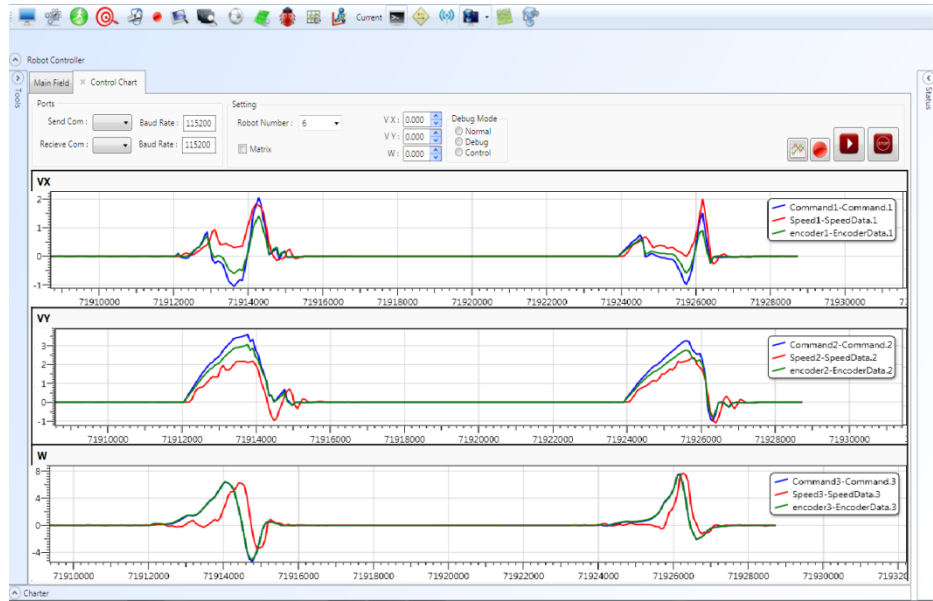 Current
Robot Controller
Tools
Main Field × Control Chart
Status
Ports Setting
Send Com : Baud Rate : 115200 Robot Number : 6 V X : 0.000 Debug Mode
Normal
V Y : 0.000 Debug
Recieve Com : Baud Rate : 115200 Matrix W : 0.000 Control
STOP
VX
2
1
0
-1
Command1-Command.1
Speed1-SpeedData.1
encoder1-EncoderData.1
71910000 71912000 71914000 71916000 71918000 71920000 71922000 71924000 71926000 71928000 71930000 71
VY
3
2
1
0
-1
Command2-Command.2
Speed2-SpeedData.2
encoder2-EncoderData.2
71910000 71912000 71914000 71916000 71918000 71920000 71922000 71924000 71926000 71928000 71930000
W
8
4
0
-4
Command3-Command.3
Speed3-SpeedData.3
encoder3-EncoderData.3
71910000 71912000 71914000 71916000 71918000 71920000 71922000 71924000 71926000 71928000 71930000 719320
Charter